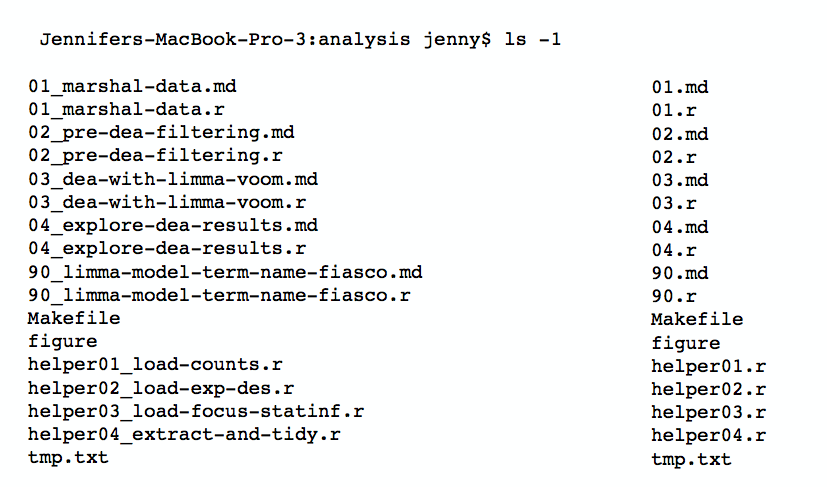 Jennifers-MacBook-Pro-3:analysis jenny$ ls -1
01_marshal-data.md
01_marshal-data.r
02_pre-dea-filtering.md
02_pre-dea-filtering.r
03_dea-with-limma-voom.md
03_dea-with-limma-voom.r
04_explore-dea-results.md
04_explore-dea-results.r
90_limma-model-term-name-fiasco.md
90_limma-model-term-name-fiasco.r
Makefile
figure
helper01_load-counts.r
helper02_load-exp-des.r
helper03_load-focus-statinf.r
helper04_extract-and-tidy.r
tmp.txt
01.md
01.r
02.md
02.r
03.md
03.r
04.md
04.r
90.md
90.r
Makefile
figure
helper01.r
helper02.r
helper03.r
helper04.r
tmp.txt